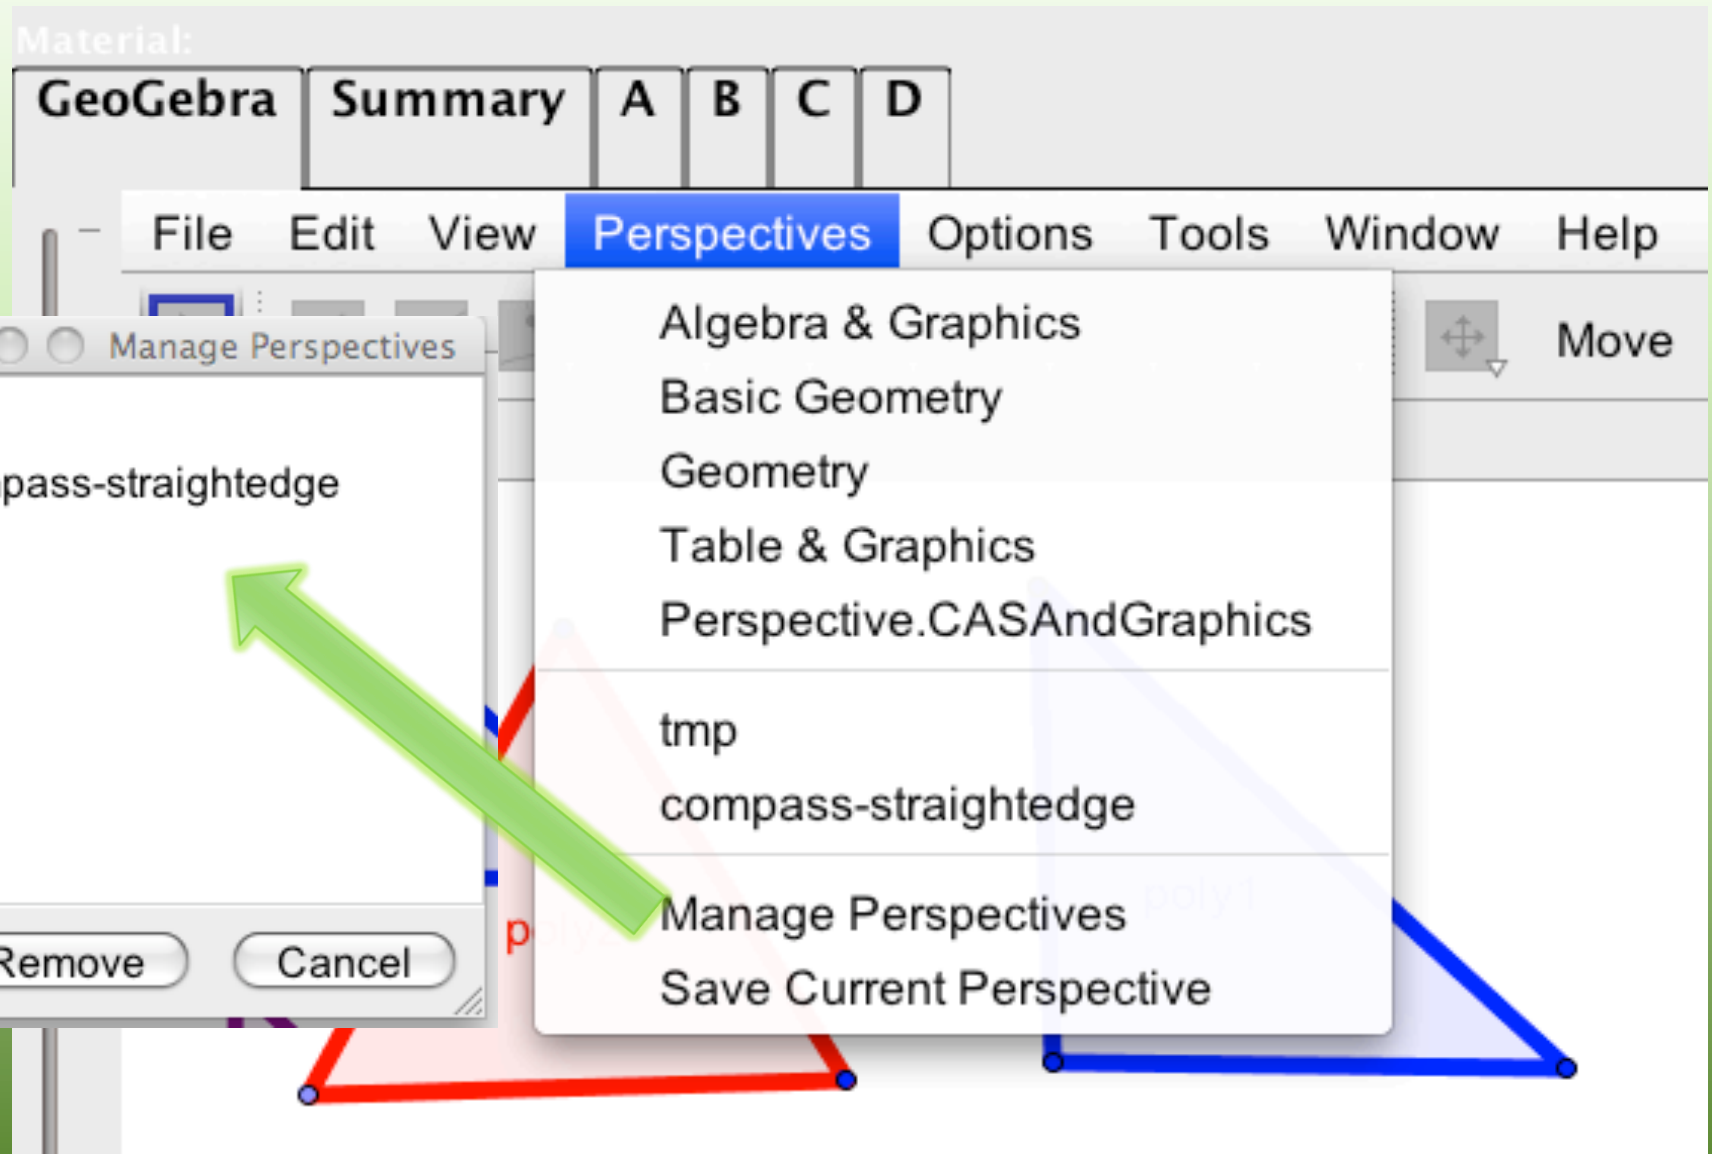 Material:
GeoGebra Summary A B C D
File Edit View Perspectives Options Tools Window Help
Move
Manage Perspectives
pass-straightedge
Remove Cancel
Algebra & Graphics
Basic Geometry
Geometry
Table & Graphics
Perspective.CASAndGraphics
tmp
compass-straightedge
Manage Perspectives
Save Current Perspective
poly1